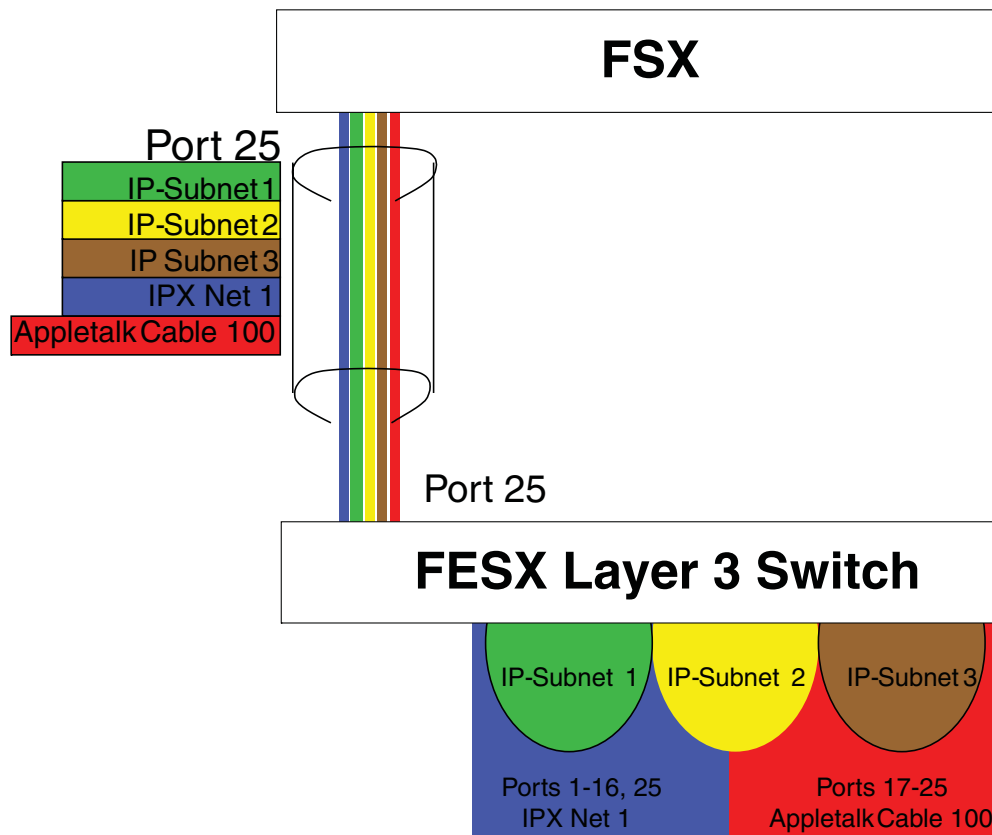 FSX
Port 25
IP-Subnet 1
IP-Subnet 2
IP Subnet 3
IPX Net 1
Appletalk Cable 100
Port 25
FESX Layer 3 Switch
IP-Subnet 1
IP-Subnet 2
IP-Subnet 3
Ports 1-16, 25
IPX Net 1
Ports 17-25
Appletalk Cable 100